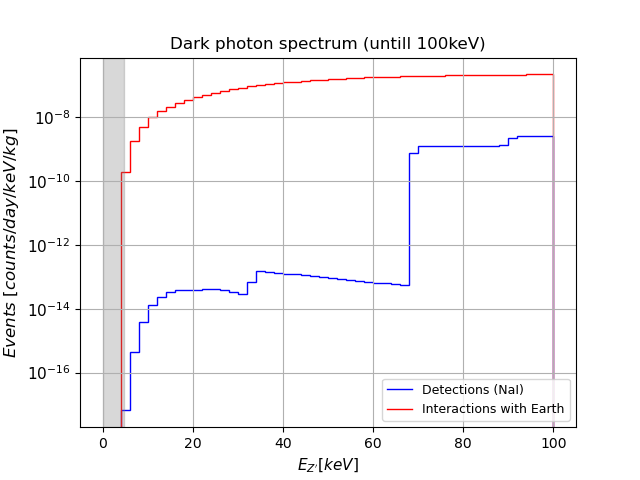 Dark photon spectrum (untill 100keV)
Events [counts/day/keV/kg]
10⁻⁸
10⁻¹⁰
10⁻¹²
10⁻¹⁴
10⁻¹⁶
Detections (NaI)
Interactions with Earth
0 20 40 60 80 100
E_Z' [keV]